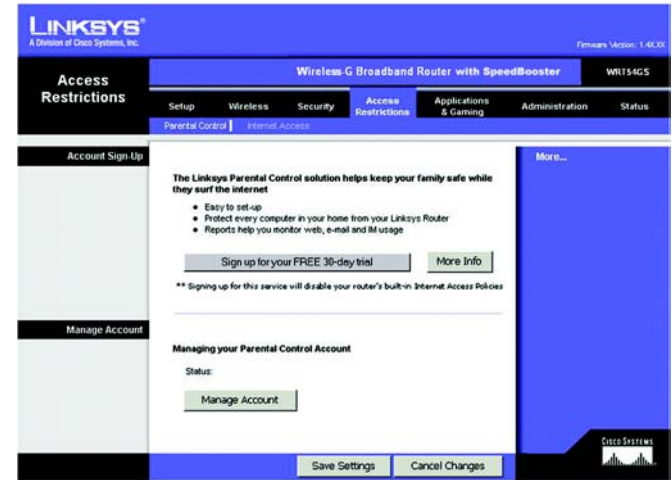 LINKSYS®
A Division of Cisco Systems, Inc.
Firmware Version: 1.4X.XX
Access Restrictions
Wireless-G Broadband Router with SpeedBooster
WRT54GS
Setup
Wireless
Security
Access Restrictions
Applications & Gaming
Administration
Status
Parental Control
Internet Access
Account Sign-Up
More...
The Linksys Parental Control solution helps keep your family safe while
they surf the internet
Easy to set-up
Protect every computer in your home from your Linksys Router
Reports help you monitor web, e-mail and IM usage
Sign up for your FREE 30-day trial
More Info
** Signing up for this service will disable your router's built-in Internet Access Policies
Manage Account
Managing your Parental Control Account
Status:
Manage Account
Save Settings
Cancel Changes
CISCO SYSTEMS